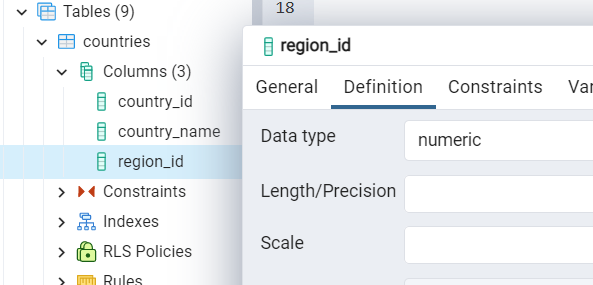 Tables (9)
18
countries
region_id
Columns (3)
General
Definition
Constraints
country_id
country_name
Data type
numeric
region_id
Constraints
Length/Precision
Indexes
Scale
RLS Policies
Rules